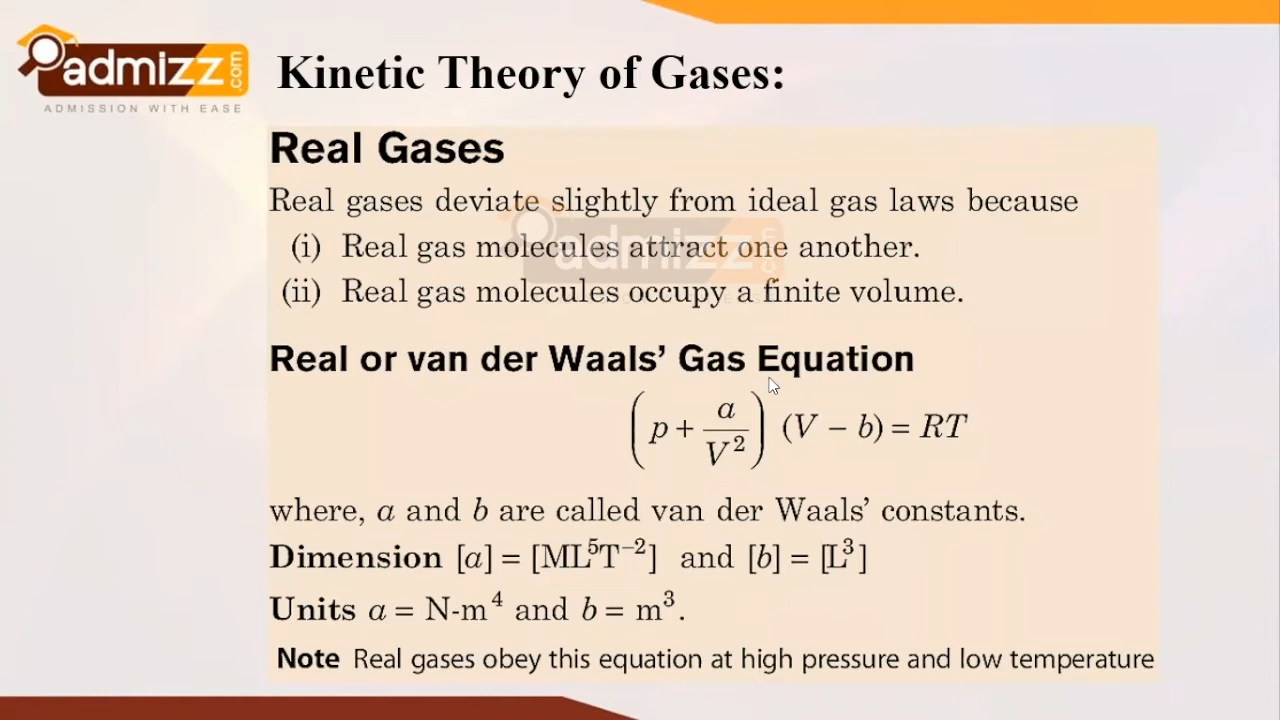 admizz.com
ADMISSION WITH EASE
Kinetic Theory of Gases:
Real Gases
Real gases deviate slightly from ideal gas laws because
(i) Real gas molecules attract one another.
(ii) Real gas molecules occupy a finite volume.
Real or van der Waals’ Gas Equation
(p + a/V²) (V − b) = RT
where, a and b are called van der Waals’ constants.
Dimension [a] = [ML⁵T⁻²] and [b] = [L³]
Units a = N-m⁴ and b = m³.
Note Real gases obey this equation at high pressure and low temperature
admizz